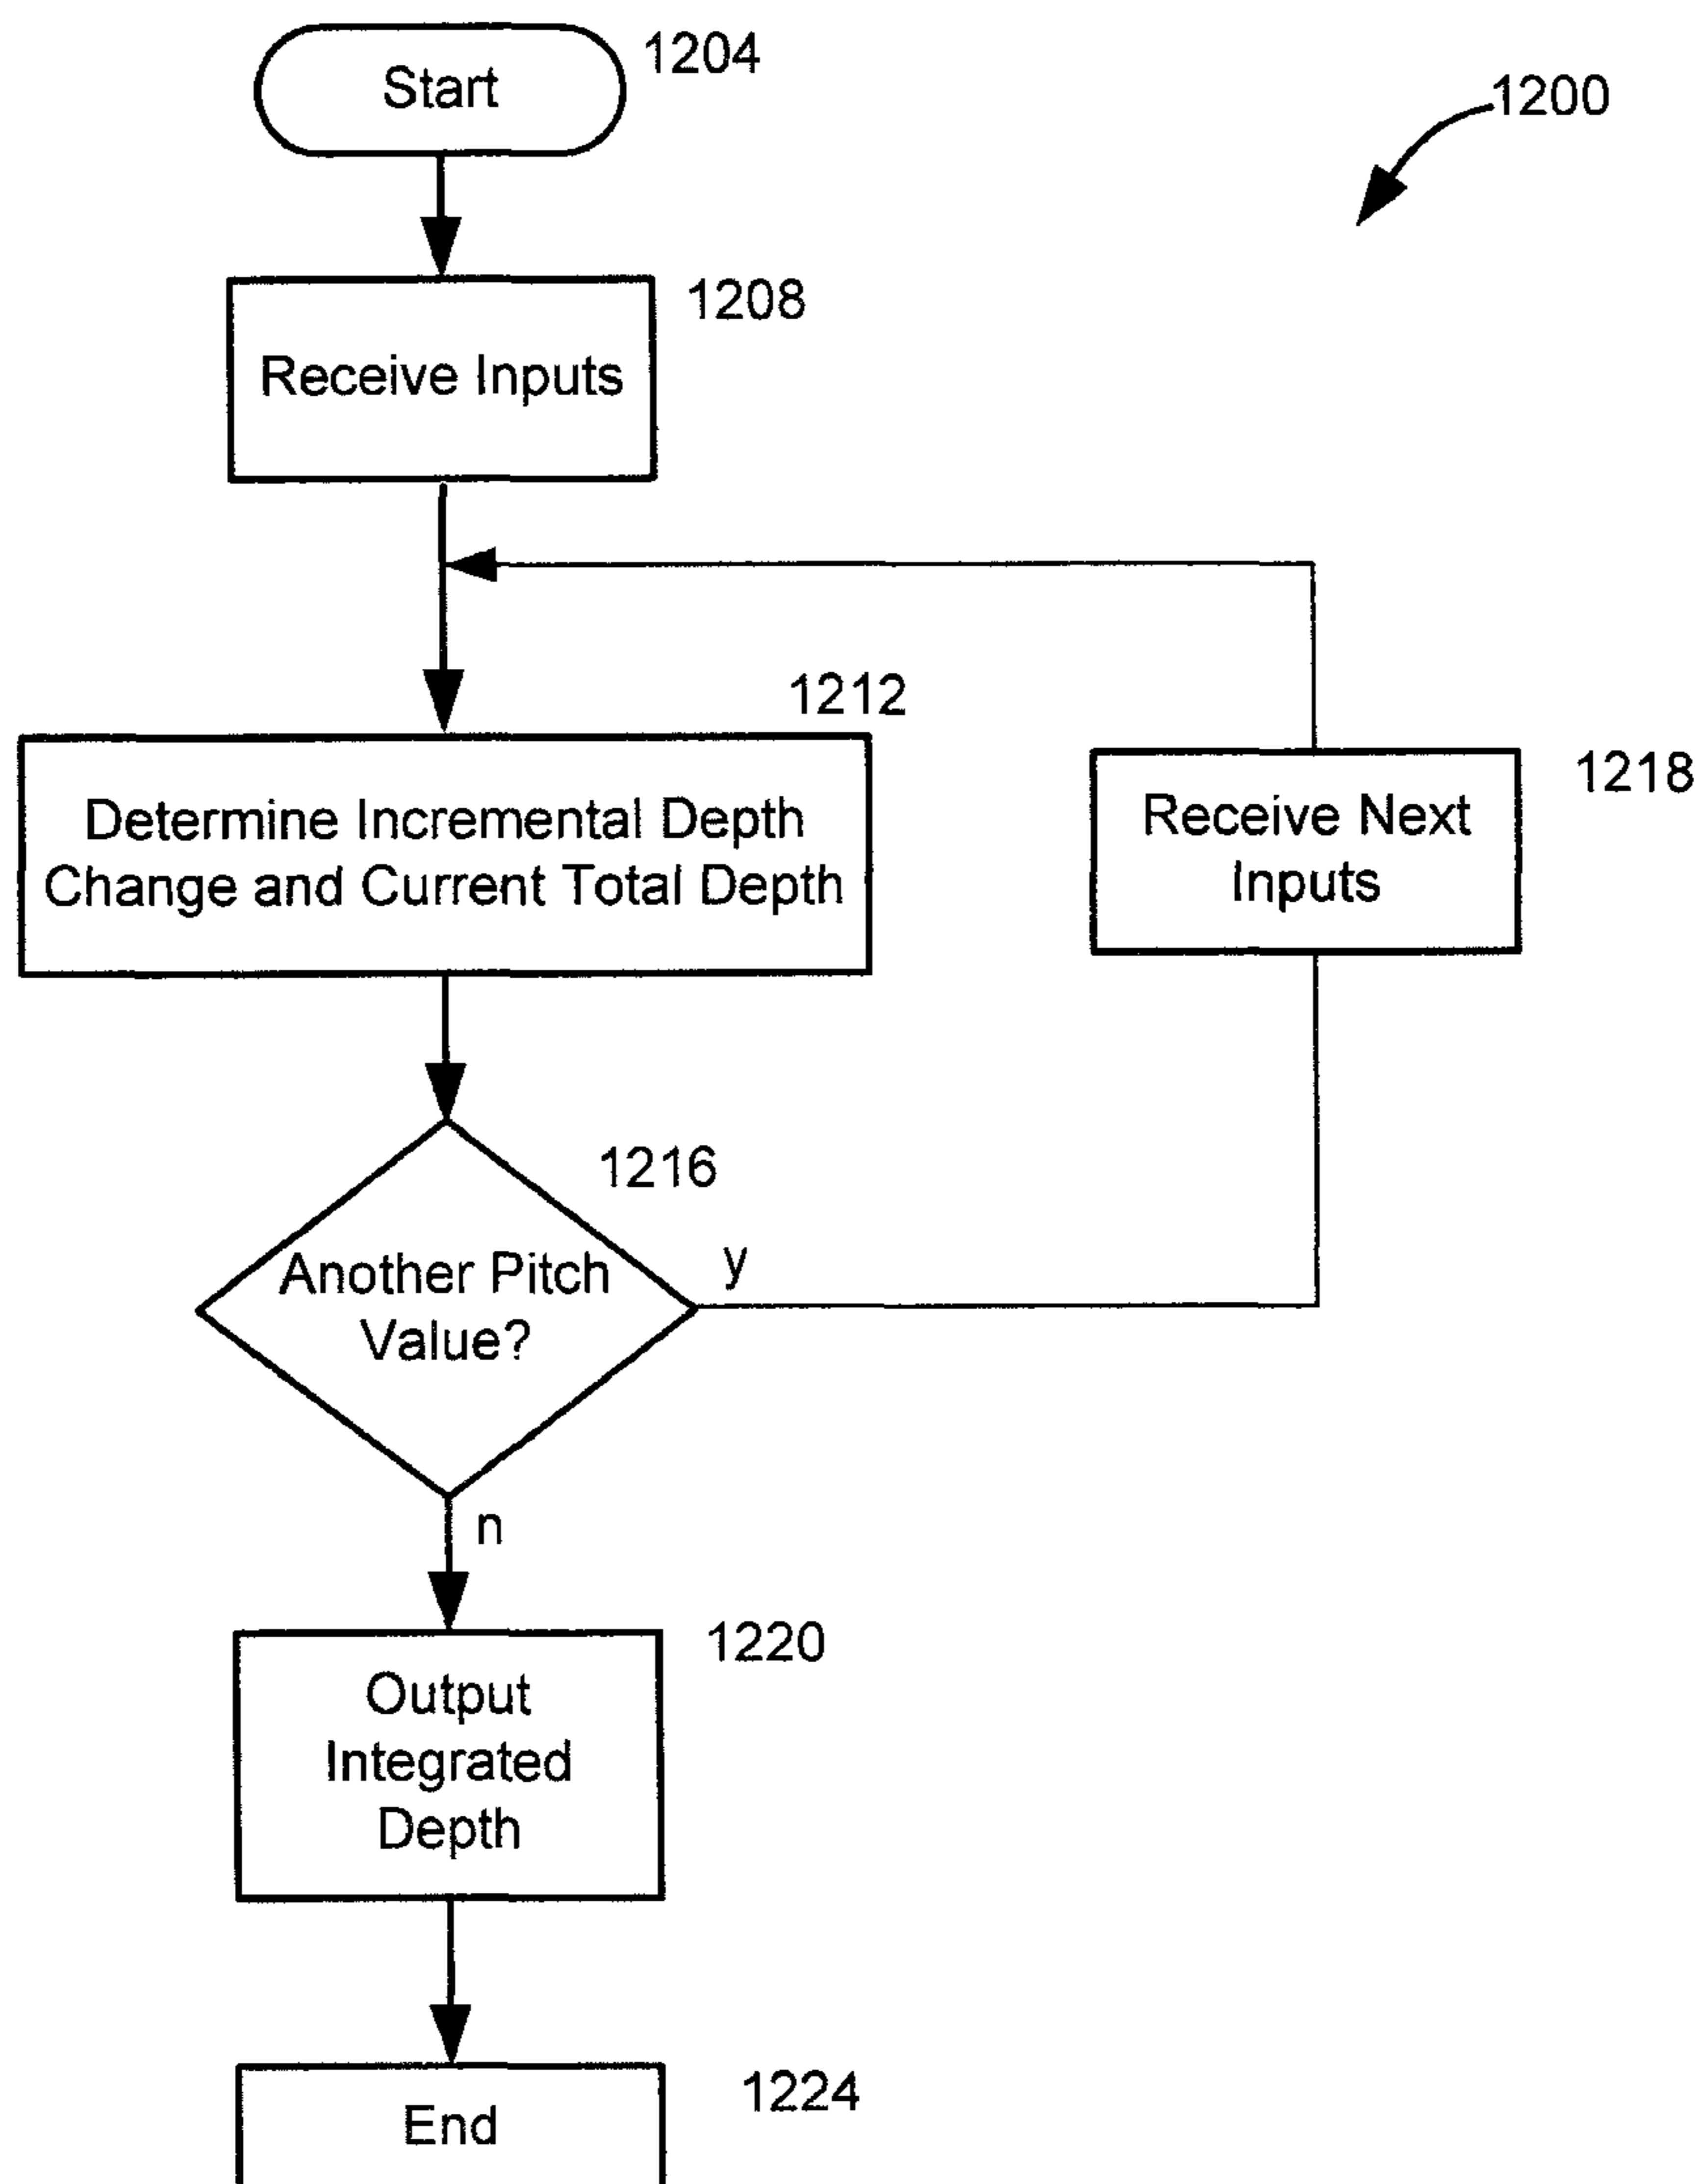 Start
1204
1200
Receive Inputs
1208
1212
Determine Incremental Depth
Change and Current Total Depth
Receive Next
Inputs
1218
1216
Another Pitch
Value?
y
n
1220
Output
Integrated
Depth
1224
End